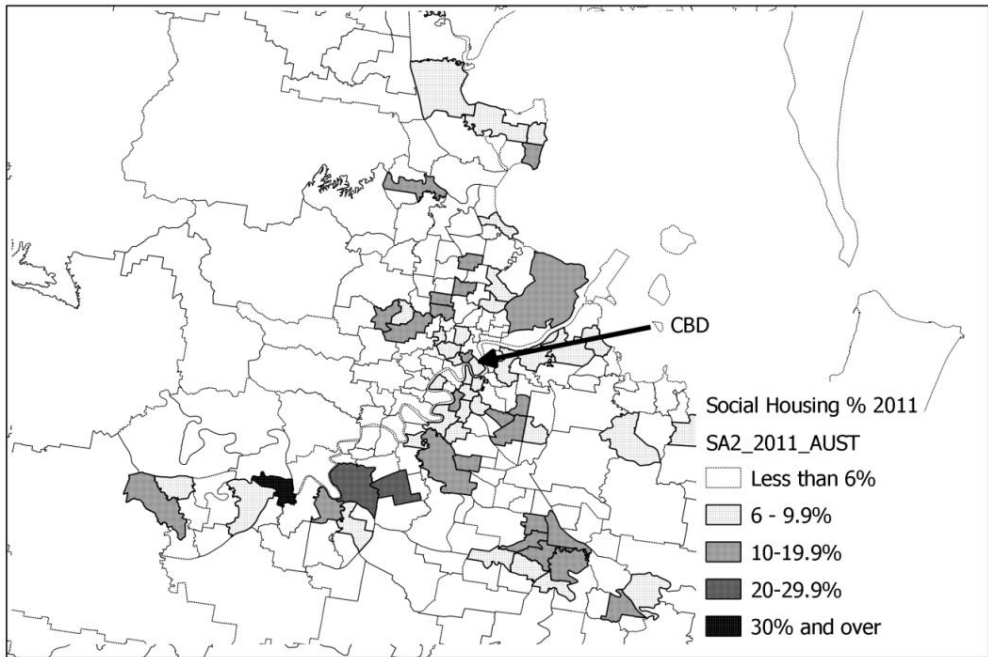 CBD
Social Housing % 2011
SA2_2011_AUST
Less than 6%
6 - 9.9%
10-19.9%
20-29.9%
30% and over